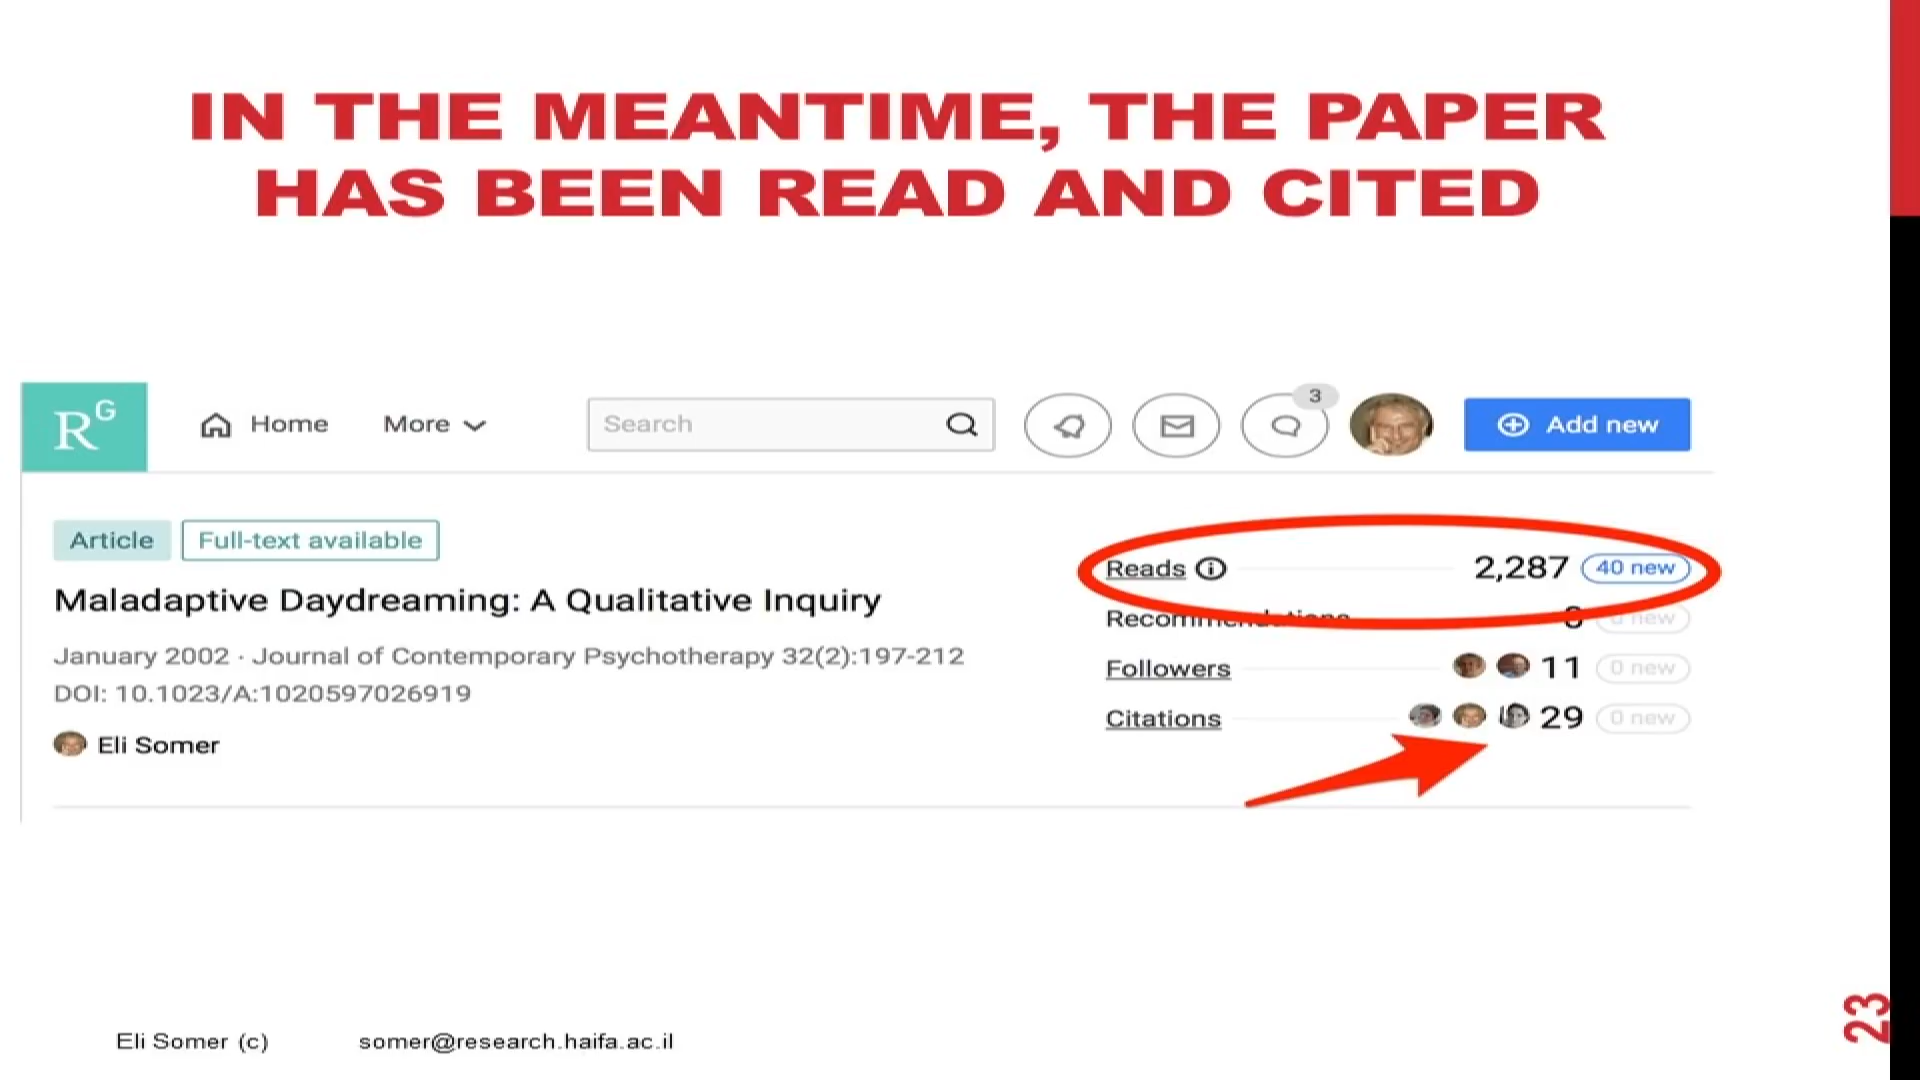 IN THE MEANTIME, THE PAPER
HAS BEEN READ AND CITED
RG
Home
More
Search
3
Add new
Article
Full-text available
Maladaptive Daydreaming: A Qualitative Inquiry
January 2002 · Journal of Contemporary Psychotherapy 32(2):197-212
DOI: 10.1023/A:1020597026919
Eli Somer
Reads 2,287 40 new
Recommendations 0 new
Followers 11 0 new
Citations 29 0 new
Eli Somer (c) somer@research.haifa.ac.il
23